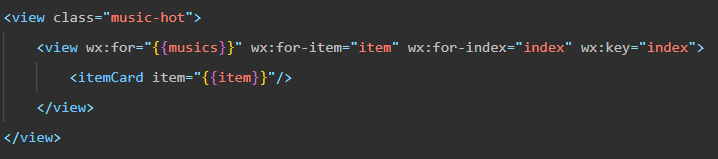 <view class="music-hot">
<view wx:for="{{musics}}" wx:for-item="item" wx:for-index="index" wx:key="index">
<itemCard item="{{item}}"/>
</view>
</view>